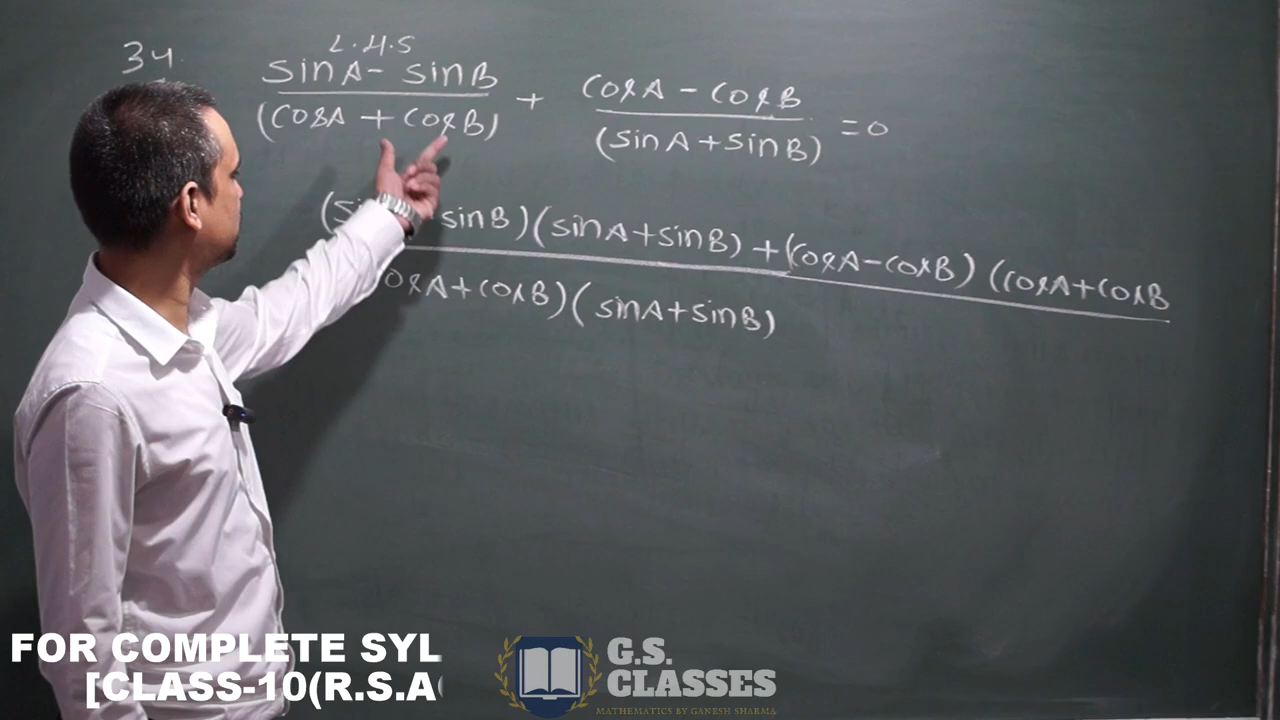 34.
L.H.S
sinA - sinB
(cosA + cosB)
+
cosA - cosB
(sinA + sinB)
= 0
sinB)(sinA+sinB) + (cosA-cosB) (cosA+cosB
osA+cosB)(sinA+sinB)
FOR COMPLETE SYL
[CLASS-10(R.S.A
G.S.
CLASSES
MATHEMATICS BY GANESH SHARMA